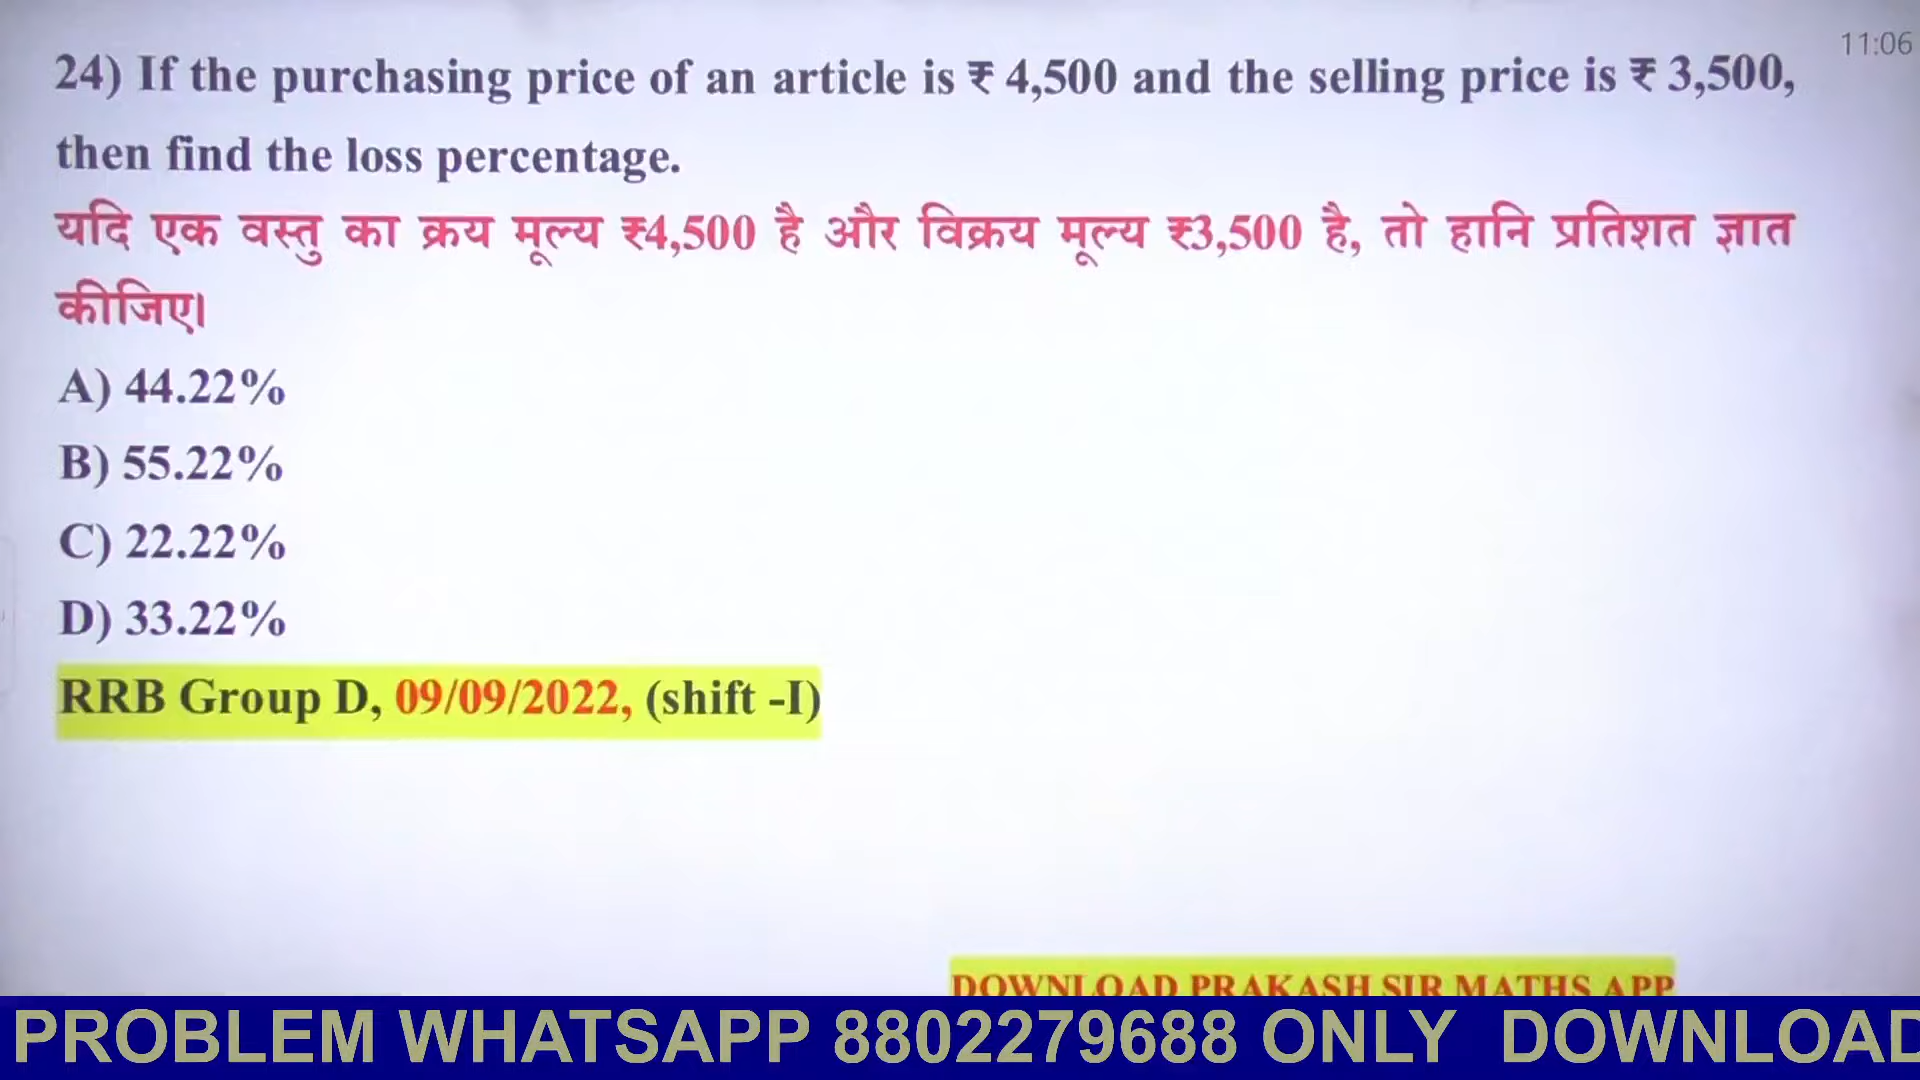 11:06
24) If the purchasing price of an article is ₹ 4,500 and the selling price is ₹ 3,500,
then find the loss percentage.
यदि एक वस्तु का क्रय मूल्य ₹4,500 है और विक्रय मूल्य ₹3,500 है, तो हानि प्रतिशत ज्ञात
कीजिए।
A) 44.22%
B) 55.22%
C) 22.22%
D) 33.22%
RRB Group D, 09/09/2022, (shift -I)
DOWNLOAD PRAKASH SIR MATHS APP
PROBLEM WHATSAPP 8802279688 ONLY DOWNLOAD